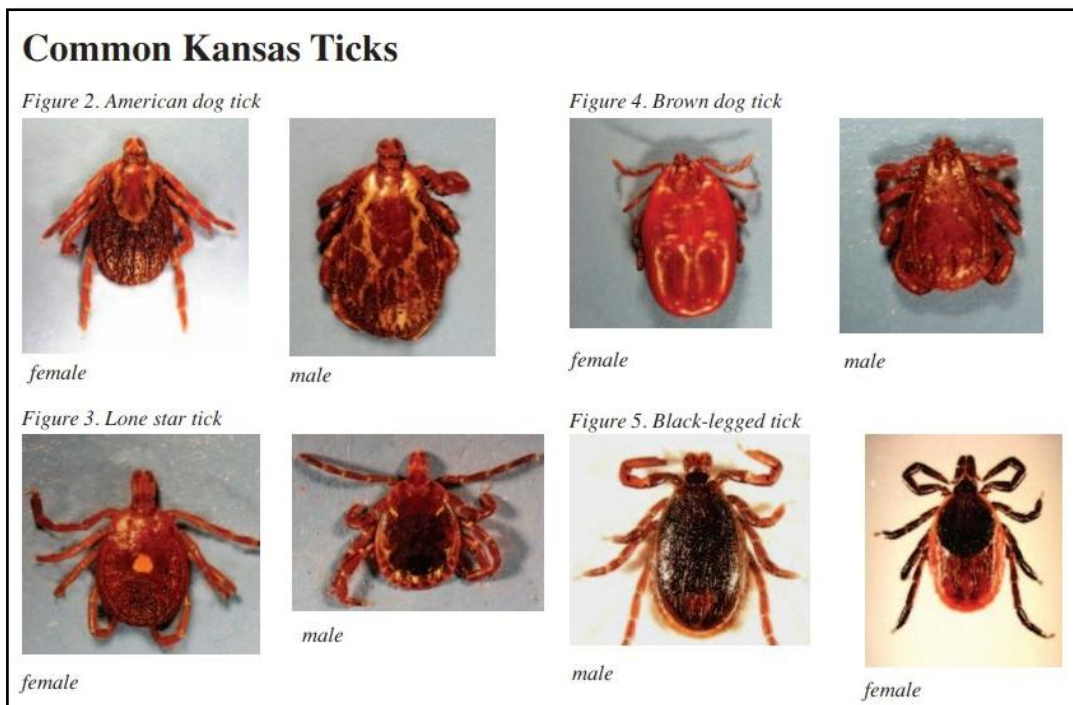 Common Kansas Ticks
Figure 2. American dog tick
female
male
Figure 4. Brown dog tick
female
male
Figure 3. Lone star tick
female
male
Figure 5. Black-legged tick
male
female